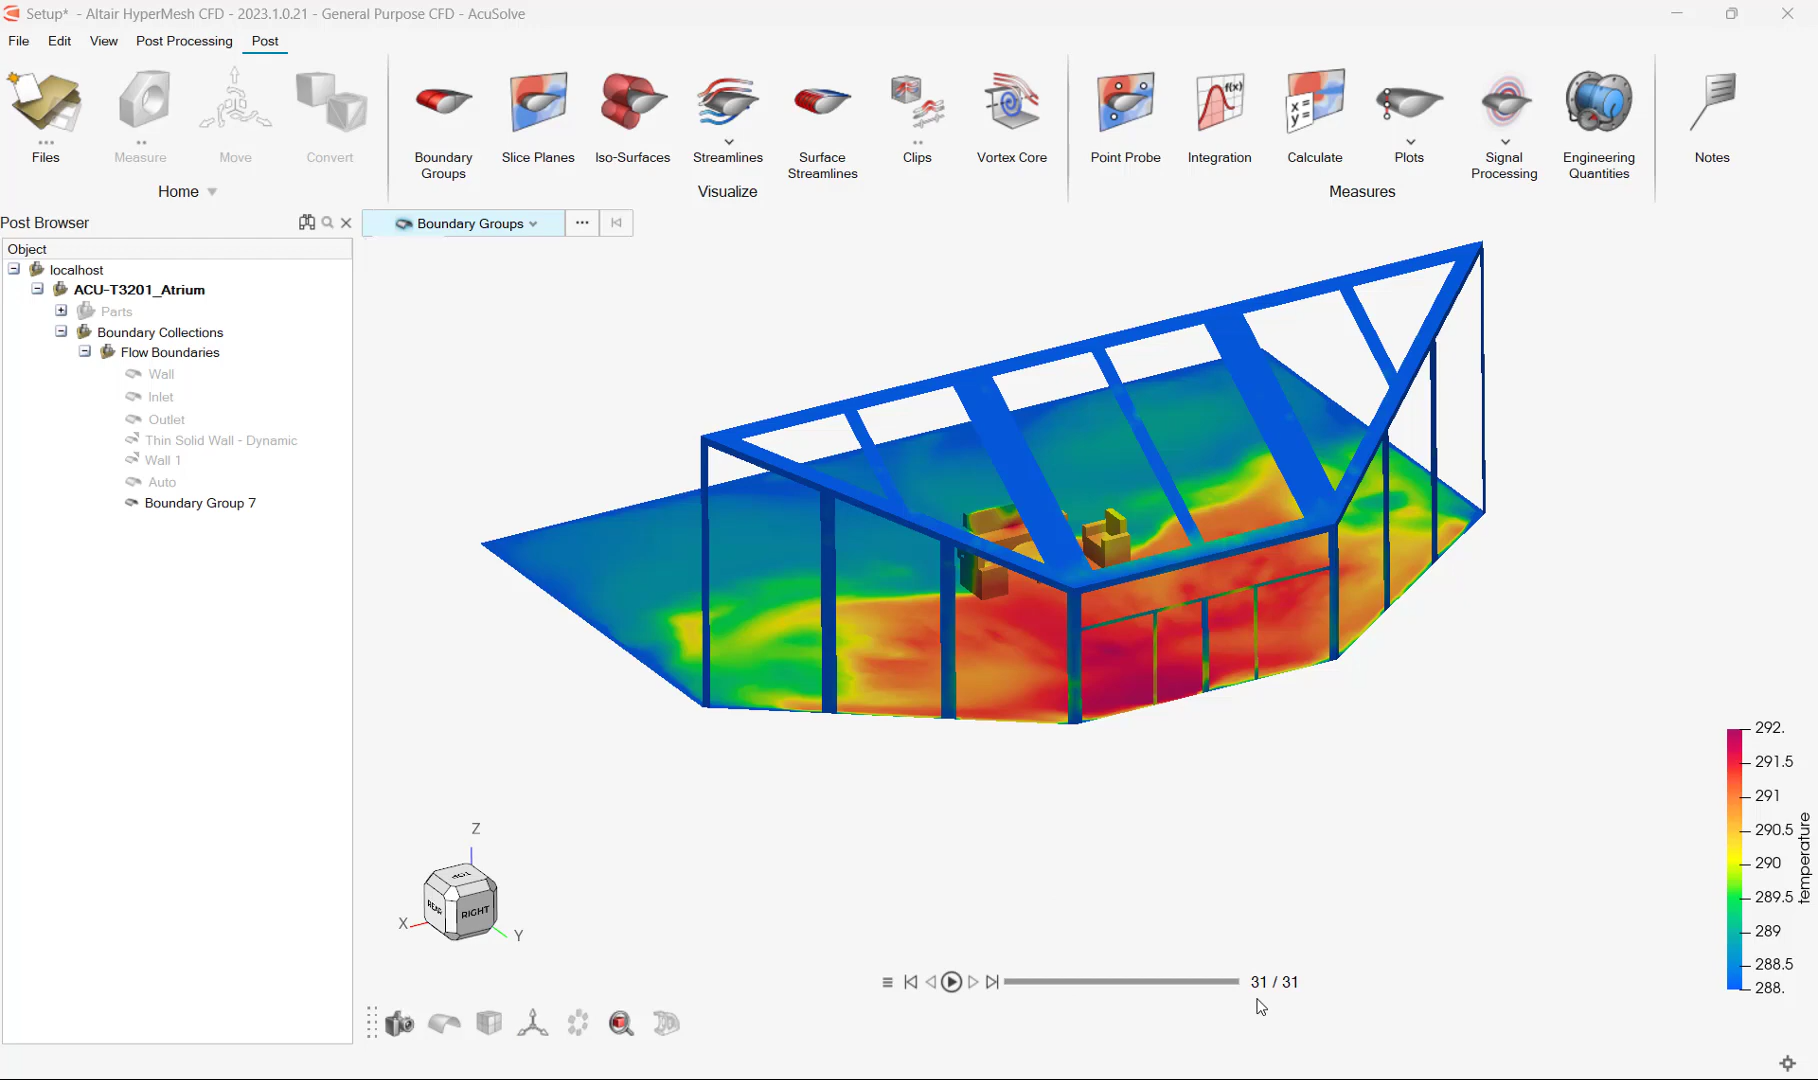 Setup* - Altair HyperMesh CFD - 2023.1.0.21 - General Purpose CFD - AcuSolve
File Edit View Post Processing Post
Files Measure Move Convert
Home
Boundary Groups Slice Planes Iso-Surfaces Streamlines Surface Streamlines Clips Vortex Core
Visualize
Point Probe Integration Calculate Plots Signal Processing Engineering Quantities
Measures
Notes
Post Browser
Object
localhost
ACU-T3201_Atrium
Parts
Boundary Collections
Flow Boundaries
Wall
Inlet
Outlet
Thin Solid Wall - Dynamic
Wall 1
Auto
Boundary Group 7
Boundary Groups
f(x)
x =
y =
292.
291.5
291
290.5
290
289.5
289
288.5
288.
temperature
Z
TOP
REAR
RIGHT
X
Y
31 / 31